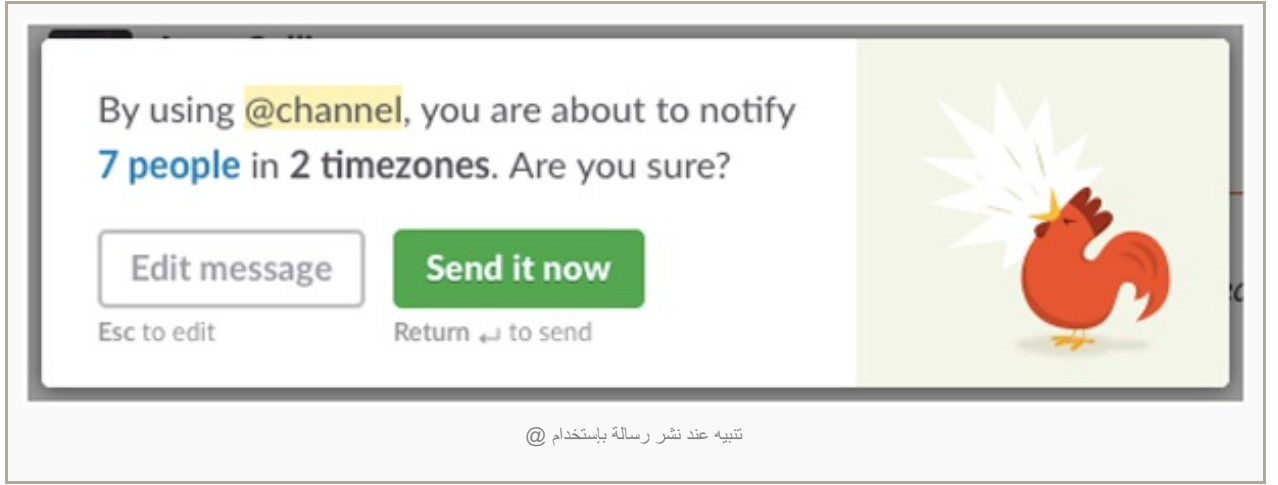 By using @channel, you are about to notify
7 people in 2 timezones. Are you sure?
Edit message
Send it now
Esc to edit
Return ↵ to send
تنبيه عند نشر رسالة بإستخدام @